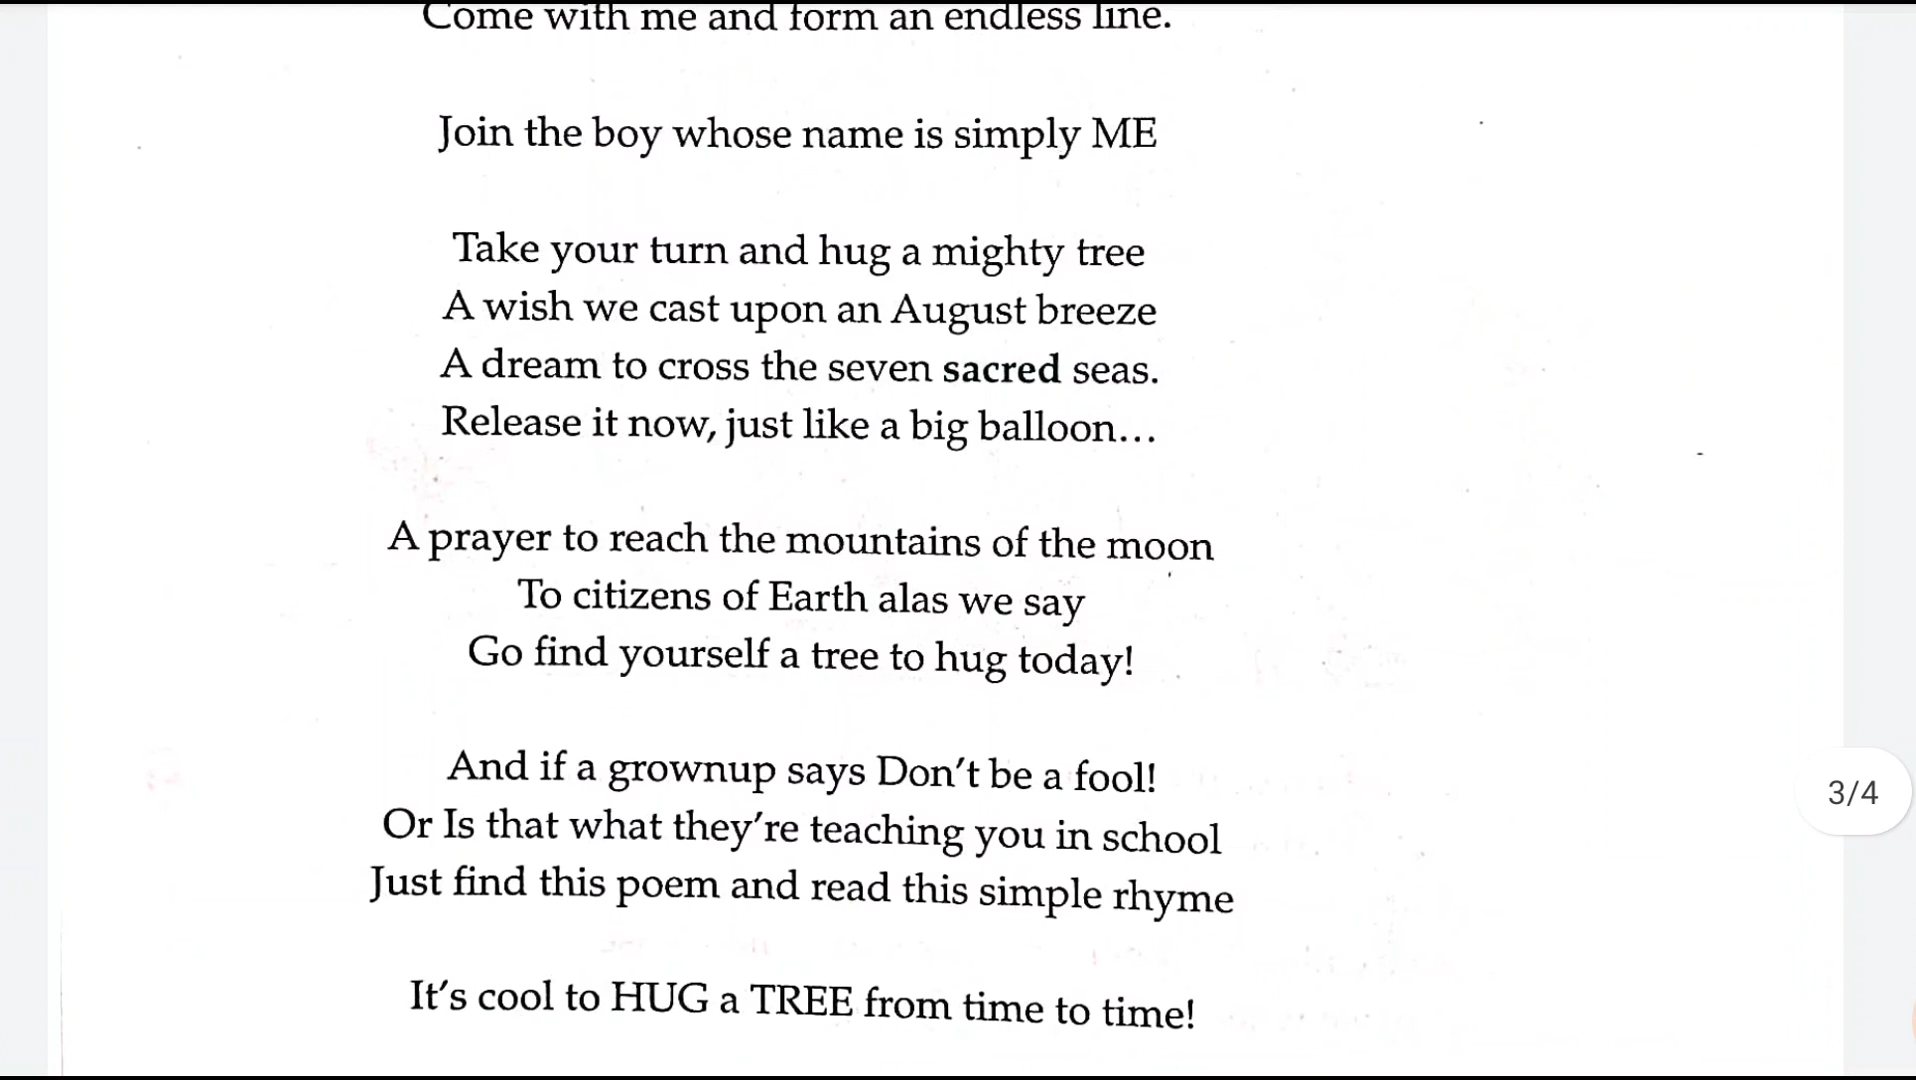 Come with me and form an endless line.
Join the boy whose name is simply ME
Take your turn and hug a mighty tree
A wish we cast upon an August breeze
A dream to cross the seven sacred seas.
Release it now, just like a big balloon...
A prayer to reach the mountains of the moon
To citizens of Earth alas we say
Go find yourself a tree to hug today!
And if a grownup says Don't be a fool!
Or Is that what they're teaching you in school
Just find this poem and read this simple rhyme
It's cool to HUG a TREE from time to time!
3/4